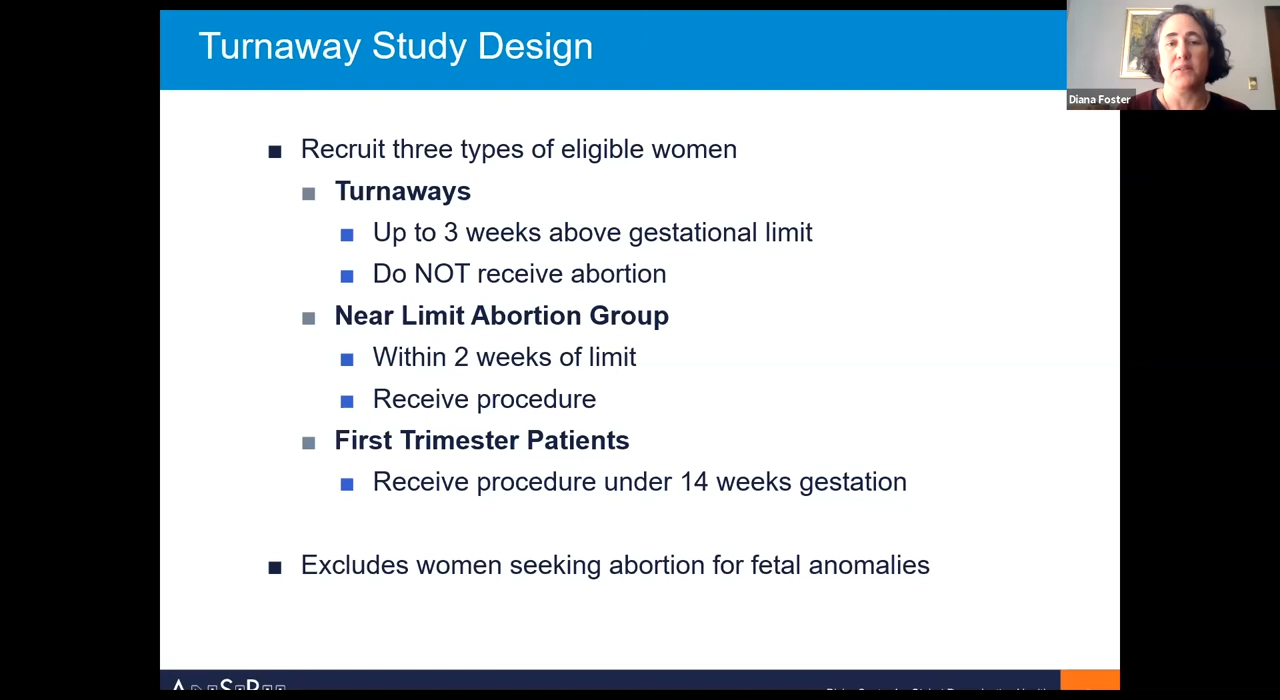 Turnaway Study Design
Diana Foster
■ Recruit three types of eligible women
■ Turnaways
■ Up to 3 weeks above gestational limit
■ Do NOT receive abortion
■ Near Limit Abortion Group
■ Within 2 weeks of limit
■ Receive procedure
■ First Trimester Patients
■ Receive procedure under 14 weeks gestation
■ Excludes women seeking abortion for fetal anomalies